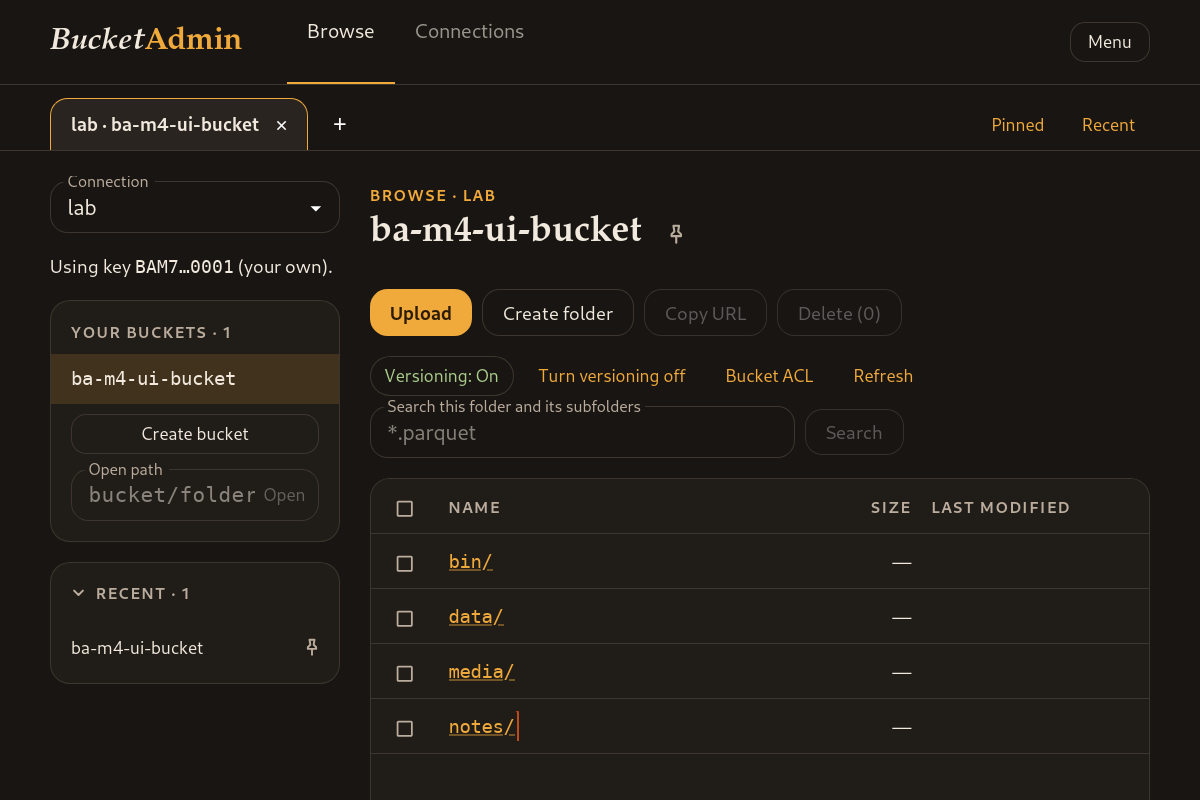 BucketAdmin
Browse
Connections
Menu
lab · ba-m4-ui-bucket ×
+
Pinned
Recent
Connection
lab
Using key BAM7…0001 (your own).
YOUR BUCKETS · 1
ba-m4-ui-bucket
Create bucket
Open path
bucket/folder Open
RECENT · 1
ba-m4-ui-bucket
BROWSE · LAB
ba-m4-ui-bucket
Upload
Create folder
Copy URL
Delete (0)
Versioning: On
Turn versioning off
Bucket ACL
Refresh
Search this folder and its subfolders
*.parquet
Search
NAME SIZE LAST MODIFIED
bin/ —
data/ —
media/ —
notes/ —